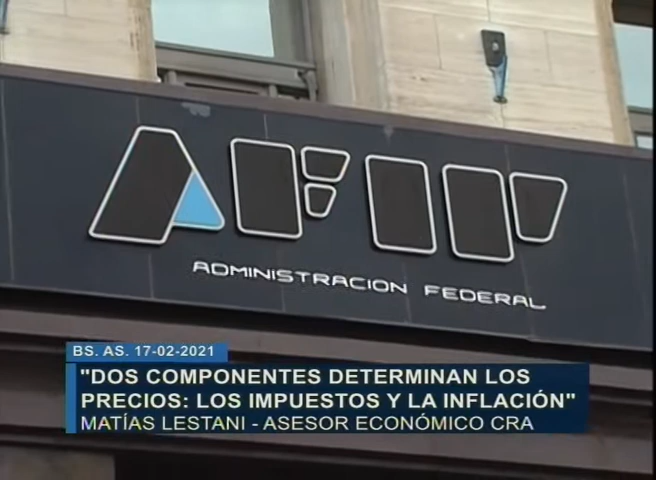 AFIP
ADMINISTRACION FEDERAL
BS. AS. 17-02-2021
"DOS COMPONENTES DETERMINAN LOS
PRECIOS: LOS IMPUESTOS Y LA INFLACIÓN"
MATÍAS LESTANI - ASESOR ECONÓMICO CRA